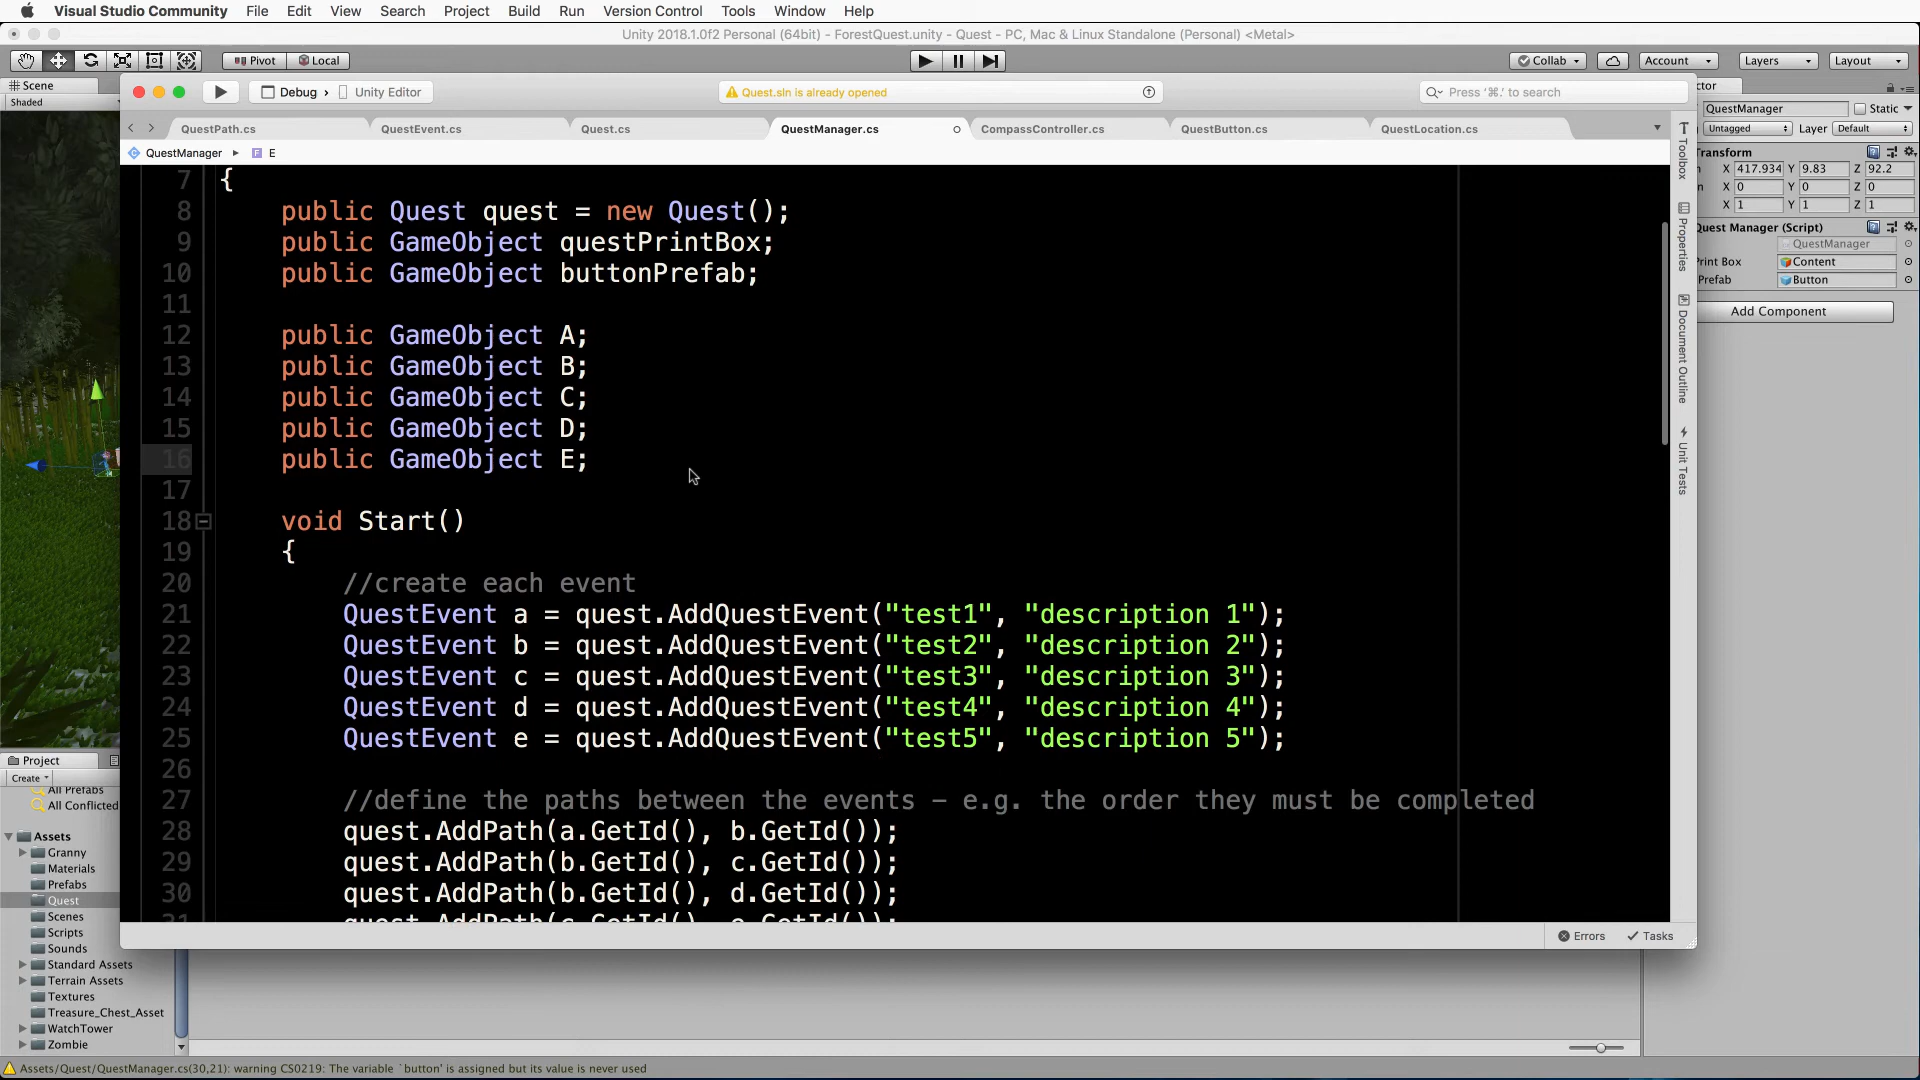 Visual Studio Community File Edit View Search Project Build Run Version Control Tools Window Help
Unity 2018.1.0f2 Personal (64bit) - ForestQuest.unity - Quest - PC, Mac & Linux Standalone (Personal) <Metal>
Pivot Local Collab Account Layers Layout
Scene
Shaded
Debug › Unity Editor
Quest.sln is already opened
Press '⌘.' to search
QuestPath.cs QuestEvent.cs Quest.cs QuestManager.cs CompassController.cs QuestButton.cs QuestLocation.cs
QuestManager ▸ E
7 {
8 public Quest quest = new Quest();
9 public GameObject questPrintBox;
10 public GameObject buttonPrefab;
11
12 public GameObject A;
13 public GameObject B;
14 public GameObject C;
15 public GameObject D;
16 public GameObject E;
17
18 void Start()
19 {
20 //create each event
21 QuestEvent a = quest.AddQuestEvent("test1", "description 1");
22 QuestEvent b = quest.AddQuestEvent("test2", "description 2");
23 QuestEvent c = quest.AddQuestEvent("test3", "description 3");
24 QuestEvent d = quest.AddQuestEvent("test4", "description 4");
25 QuestEvent e = quest.AddQuestEvent("test5", "description 5");
26
27 //define the paths between the events – e.g. the order they must be completed
28 quest.AddPath(a.GetId(), b.GetId());
29 quest.AddPath(b.GetId(), c.GetId());
30 quest.AddPath(b.GetId(), d.GetId());
Errors Tasks
Toolbox
Properties
Document Outline
Unit Tests
QuestManager Static
Untagged Layer Default
Transform
X 417.934 Y 9.83 Z 92.2
X 0 Y 0 Z 0
X 1 Y 1 Z 1
Quest Manager (Script)
QuestManager
Print Box Content
Prefab Button
Add Component
Project
Create
All Prefabs
All Conflicted
Assets
Granny
Materials
Prefabs
Quest
Scenes
Scripts
Sounds
Standard Assets
Terrain Assets
Textures
Treasure_Chest_Asset
WatchTower
Zombie
Assets/Quest/QuestManager.cs(30,21): warning CS0219: The variable `button' is assigned but its value is never used